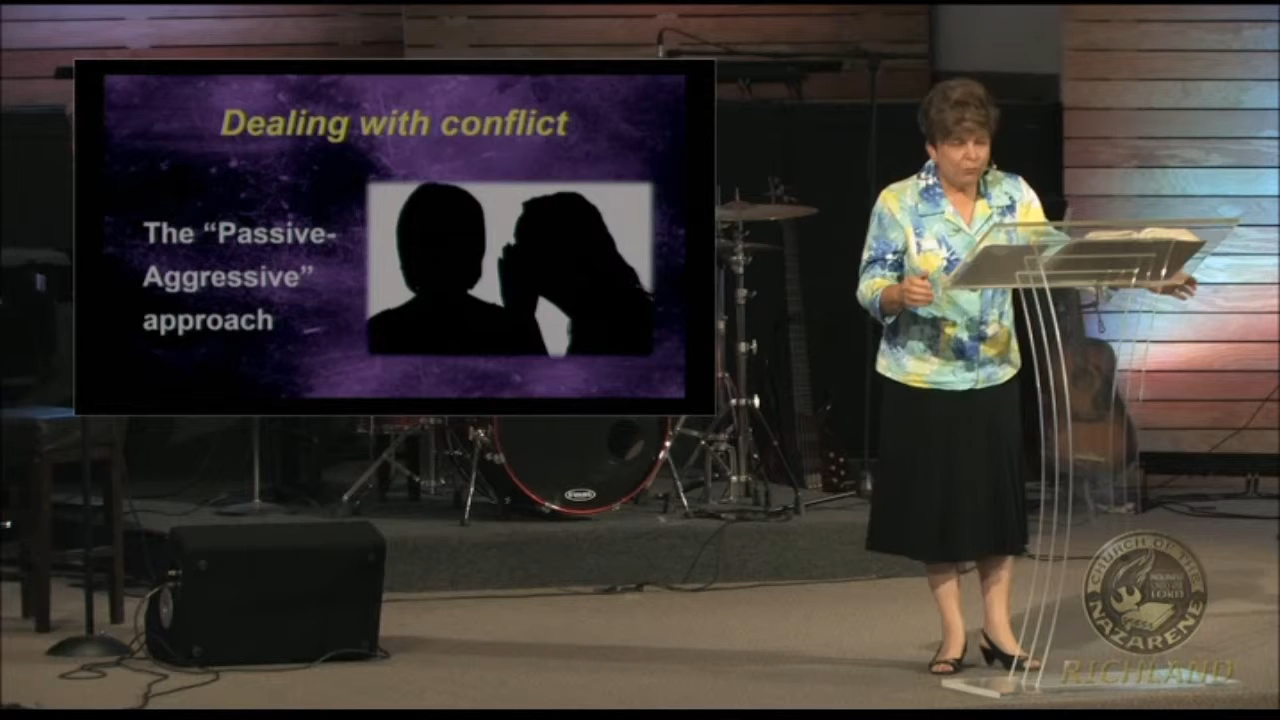 Dealing with conflict
The “Passive-
Aggressive”
approach
CHURCH OF THE
NAZARENE
RICHLAND